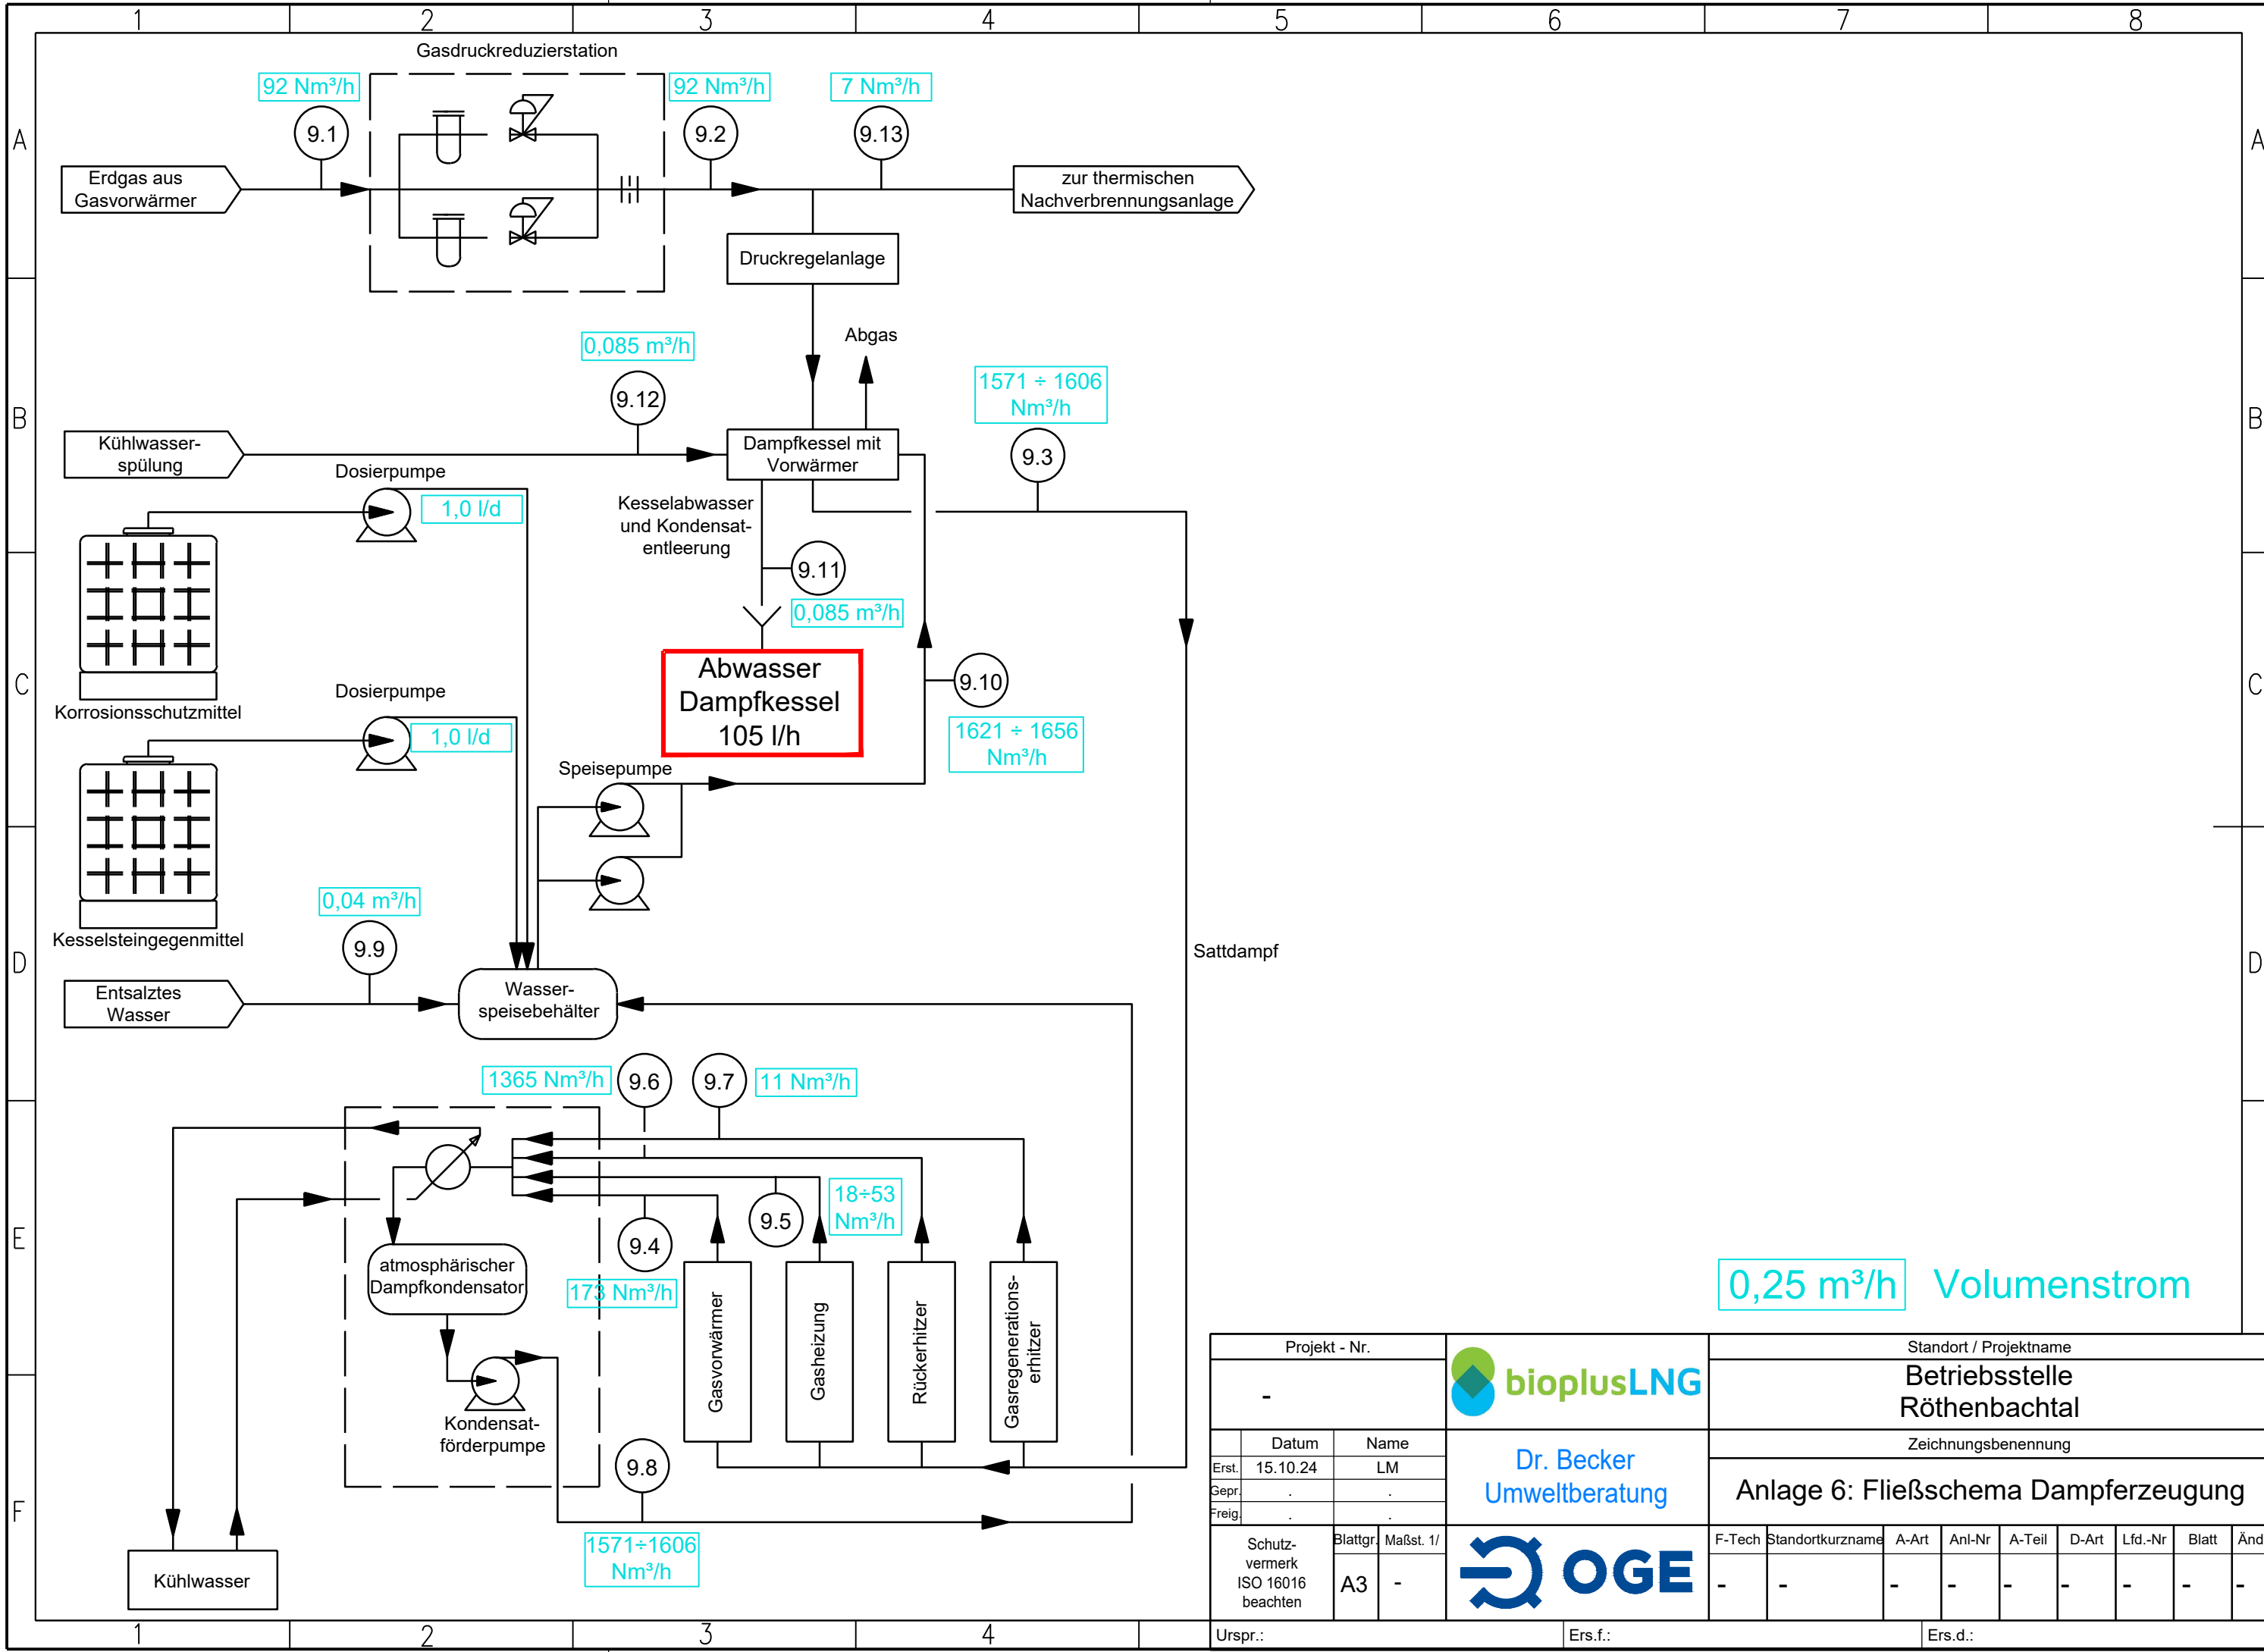 1
2
3
4
5
6
7
8
Gasdruckreduzierstation
92 Nm³/h
92 Nm³/h
7 Nm³/h
A
9.1
9.2
9.13
A
Erdgas aus
Gasvorwärmer
zur thermischen
Nachverbrennungsanlage
Druckregelanlage
0,085 m³/h
Abgas
1571 ÷ 1606
Nm³/h
9.12
B
B
Kühlwasser-
spülung
Dampfkessel mit
Vorwärmer
9.3
Dosierpumpe
1,0 l/d
Kesselabwasser
und Kondensat-
entleerung
9.11
0,085 m³/h
Abwasser
Dampfkessel
105 l/h
C
C
9.10
Korrosionsschutzmittel
Dosierpumpe
1,0 l/d
1621 ÷ 1656
Nm³/h
Speisepumpe
0,04 m³/h
Kesselsteingegenmittel
9.9
Sattdampf
D
D
Entsalztes
Wasser
Wasser-
speisebehälter
1365 Nm³/h
9.6
9.7
11 Nm³/h
18÷53
Nm³/h
9.5
9.4
E
E
atmosphärischer
Dampfkondensator
173 Nm³/h
Gasvorwärmer
Gasheizung
Rückerhitzer
Gasregenerations-
erhitzer
0,25 m³/h Volumenstrom
Kondensat-
förderpumpe
9.8
F
1571÷1606
Nm³/h
Kühlwasser
Projekt - Nr.
-
bioplusLNG
Standort / Projektname
Betriebsstelle
Röthenbachtal
Datum Name
Erst. 15.10.24 LM
Gepr. . .
Freig. . .
Dr. Becker
Umweltberatung
Zeichnungsbenennung
Anlage 6: Fließschema Dampferzeugung
Schutz-
vermerk
ISO 16016
beachten
Blattgr. Maßst. 1/
A3 -
OGE
F-Tech Standortkurzname A-Art Anl-Nr A-Teil D-Art Lfd.-Nr Blatt Änd
- - - - - - - - -
1
2
3
4
Urspr.: Ers.f.: Ers.d.: